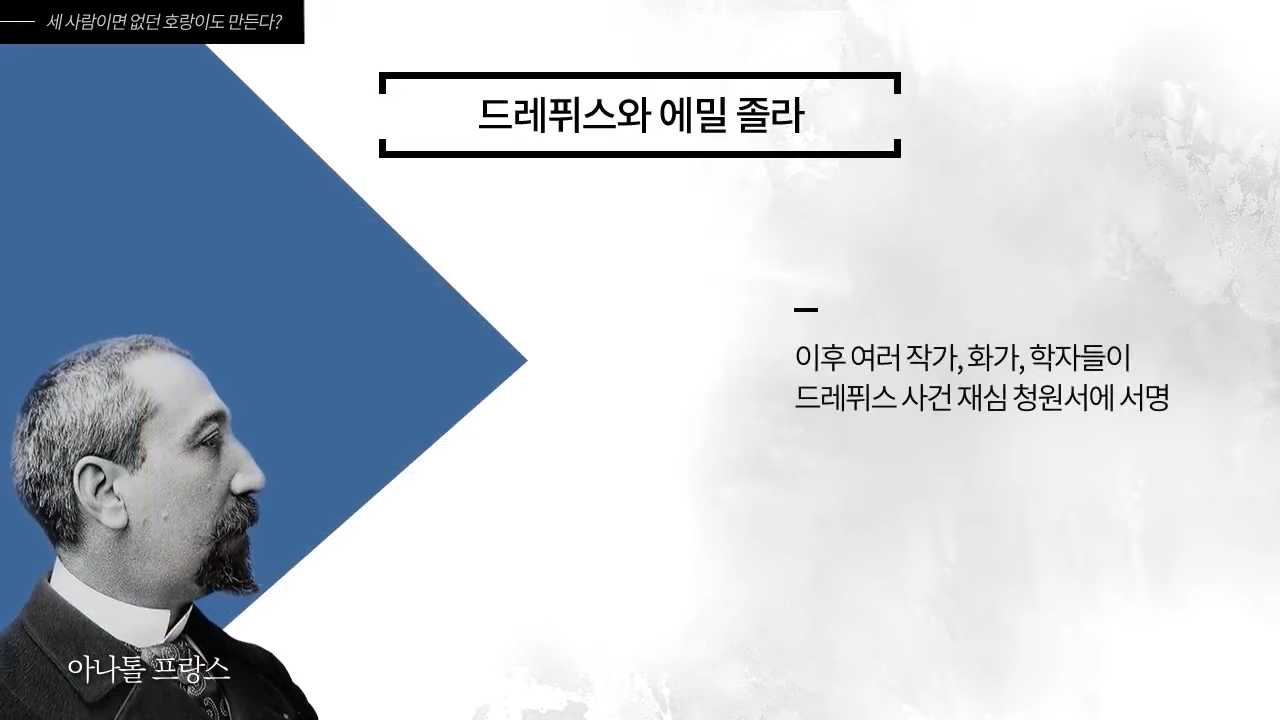 세 사람이면 없던 호랑이도 만든다?
드레퓌스와 에밀 졸라
이후 여러 작가, 화가, 학자들이
드레퓌스 사건 재심 청원서에 서명
아나톨 프랑스